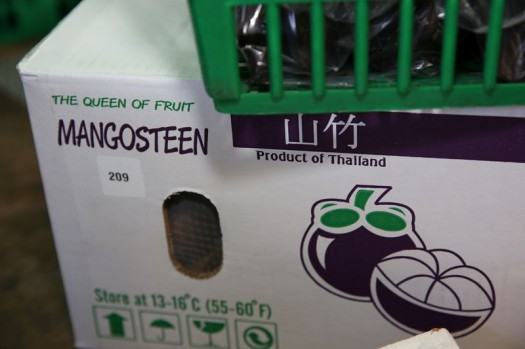 THE QUEEN OF FRUIT
MANGOSTEEN
山竹
Product of Thailand
209
Store at 13-16°C (55-60°F)